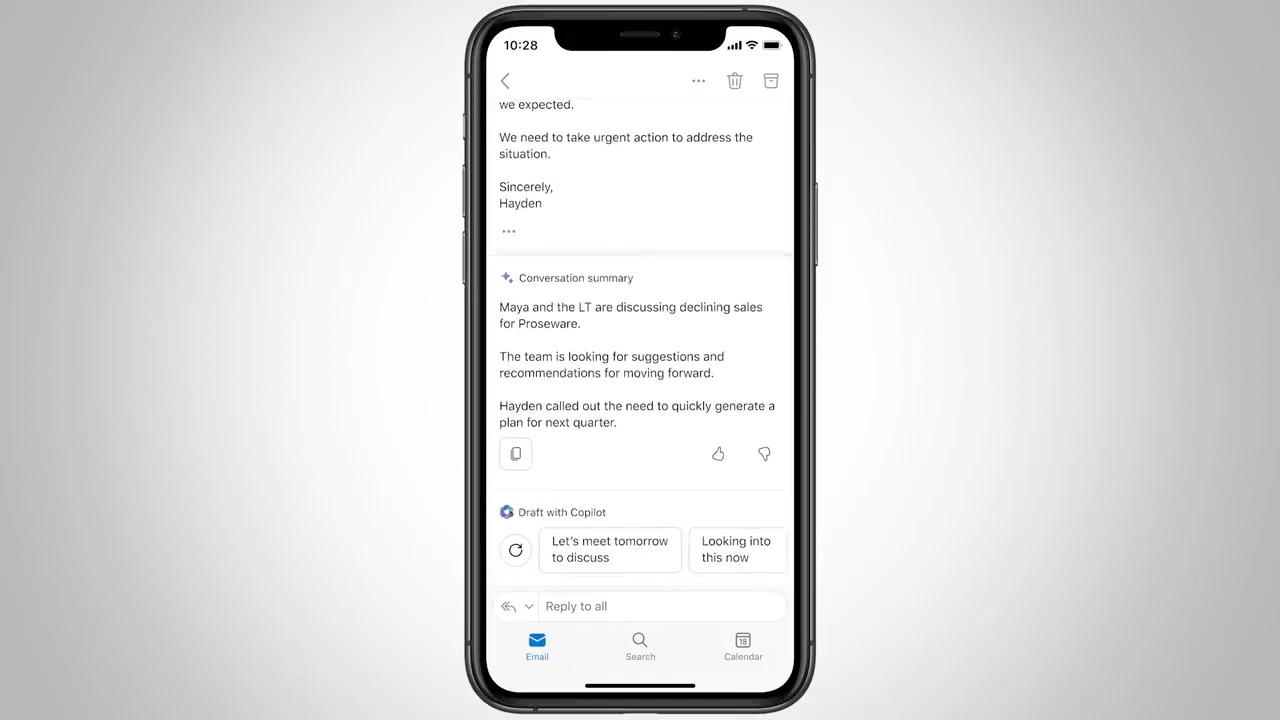 10:28
we expected.
We need to take urgent action to address the
situation.
Sincerely,
Hayden
Conversation summary
Maya and the LT are discussing declining sales
for Proseware.
The team is looking for suggestions and
recommendations for moving forward.
Hayden called out the need to quickly generate a
plan for next quarter.
Draft with Copilot
Let's meet tomorrow
to discuss
Looking into
this now
Reply to all
18
Email
Search
Calendar